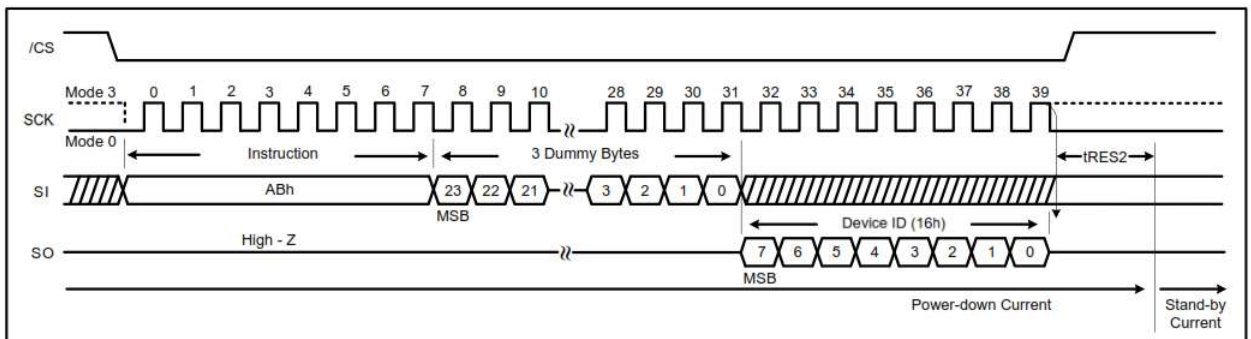 /CS
Mode 3 0 1 2 3 4 5 6 7 8 9 10 28 29 30 31 32 33 34 35 36 37 38 39
SCK
Mode 0
Instruction 3 Dummy Bytes tRES2
SI ABh 23 22 21 3 2 1 0
MSB
Device ID (16h)
High - Z
SO 7 6 5 4 3 2 1 0
MSB
Power-down Current Stand-by
Current